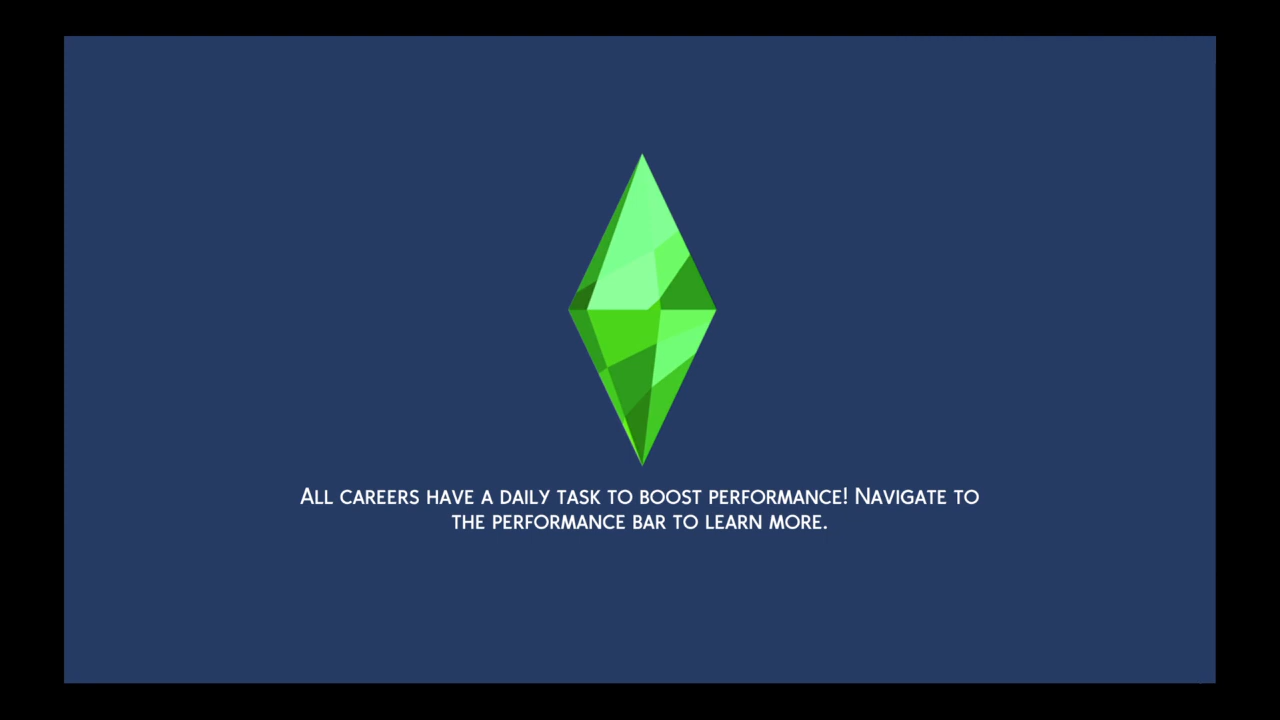 All careers have a daily task to boost performance! Navigate to
the performance bar to learn more.